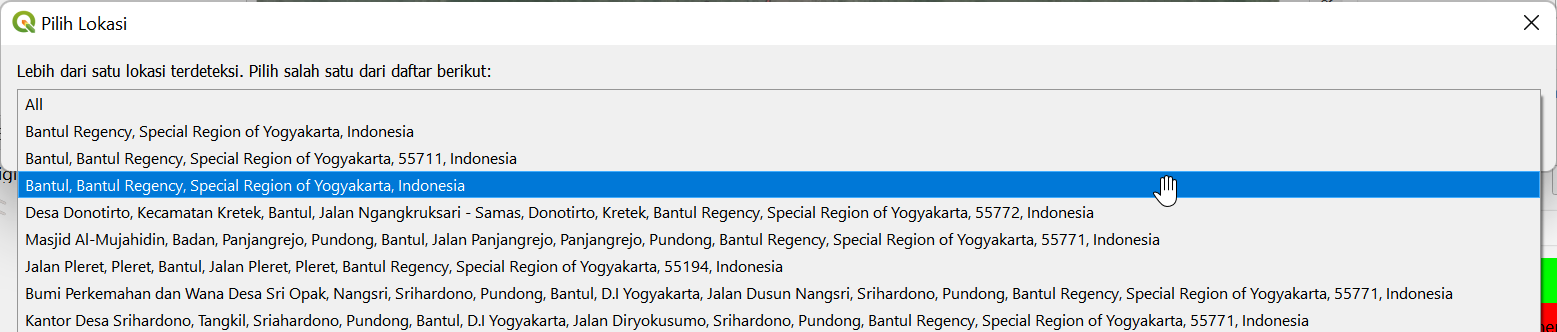 Pilih Lokasi
Lebih dari satu lokasi terdeteksi. Pilih salah satu dari daftar berikut:
All
Bantul Regency, Special Region of Yogyakarta, Indonesia
Bantul, Bantul Regency, Special Region of Yogyakarta, 55711, Indonesia
Bantul, Bantul Regency, Special Region of Yogyakarta, Indonesia
Desa Donotirto, Kecamatan Kretek, Bantul, Jalan Ngangkruksari - Samas, Donotirto, Kretek, Bantul Regency, Special Region of Yogyakarta, 55772, Indonesia
Masjid Al-Mujahidin, Badan, Panjangrejo, Pundong, Bantul, Jalan Panjangrejo, Panjangrejo, Pundong, Bantul Regency, Special Region of Yogyakarta, 55771, Indonesia
Jalan Pleret, Pleret, Bantul, Jalan Pleret, Pleret, Bantul Regency, Special Region of Yogyakarta, 55194, Indonesia
Bumi Perkemahan dan Wana Desa Sri Opak, Nangsri, Srihardono, Pundong, Bantul, D.I Yogyakarta, Jalan Dusun Nangsri, Srihardono, Pundong, Bantul Regency, Special Region of Yogyakarta, 55771, Indonesia
Kantor Desa Srihardono, Tangkil, Sriahardono, Pundong, Bantul, D.I Yogyakarta, Jalan Diryokusumo, Srihardono, Pundong, Bantul Regency, Special Region of Yogyakarta, 55771, Indonesia